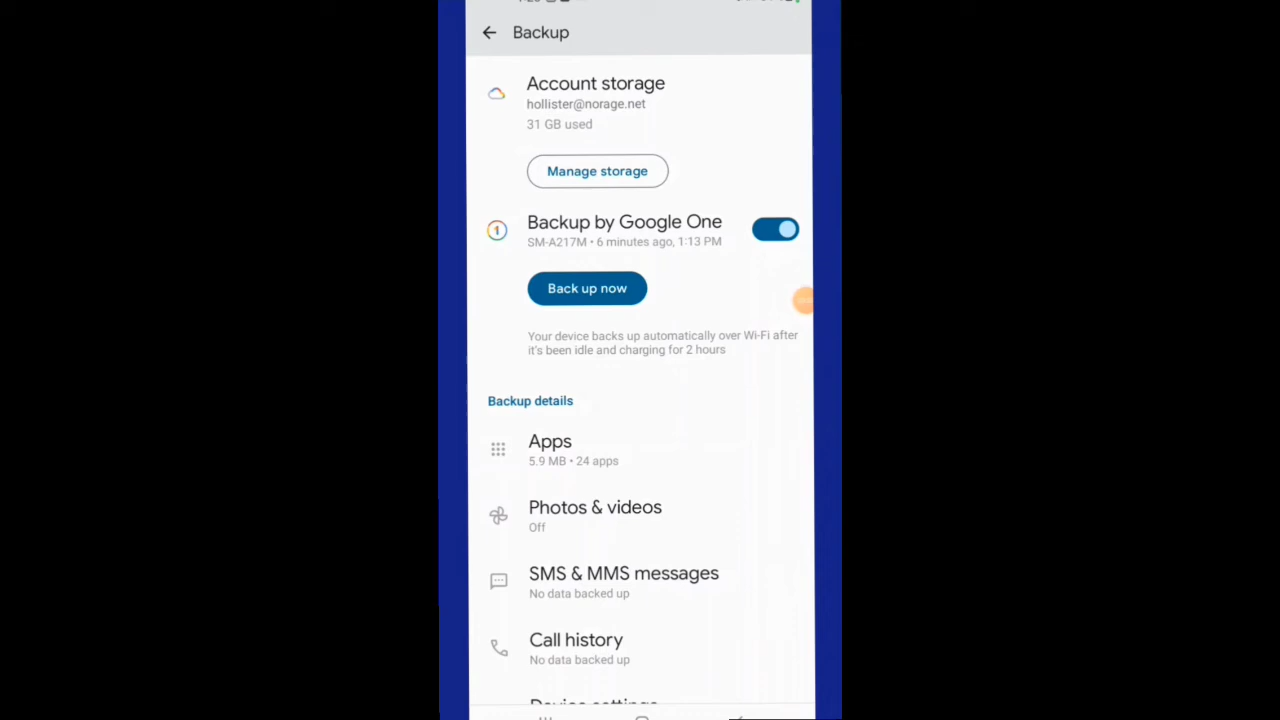 Backup
Account storage
hollister@norage.net
31 GB used
Manage storage
Backup by Google One
SM-A217M • 6 minutes ago, 1:13 PM
Back up now
Your device backs up automatically over Wi-Fi after
it's been idle and charging for 2 hours
Backup details
Apps
5.9 MB • 24 apps
Photos & videos
Off
SMS & MMS messages
No data backed up
Call history
No data backed up
Device settings